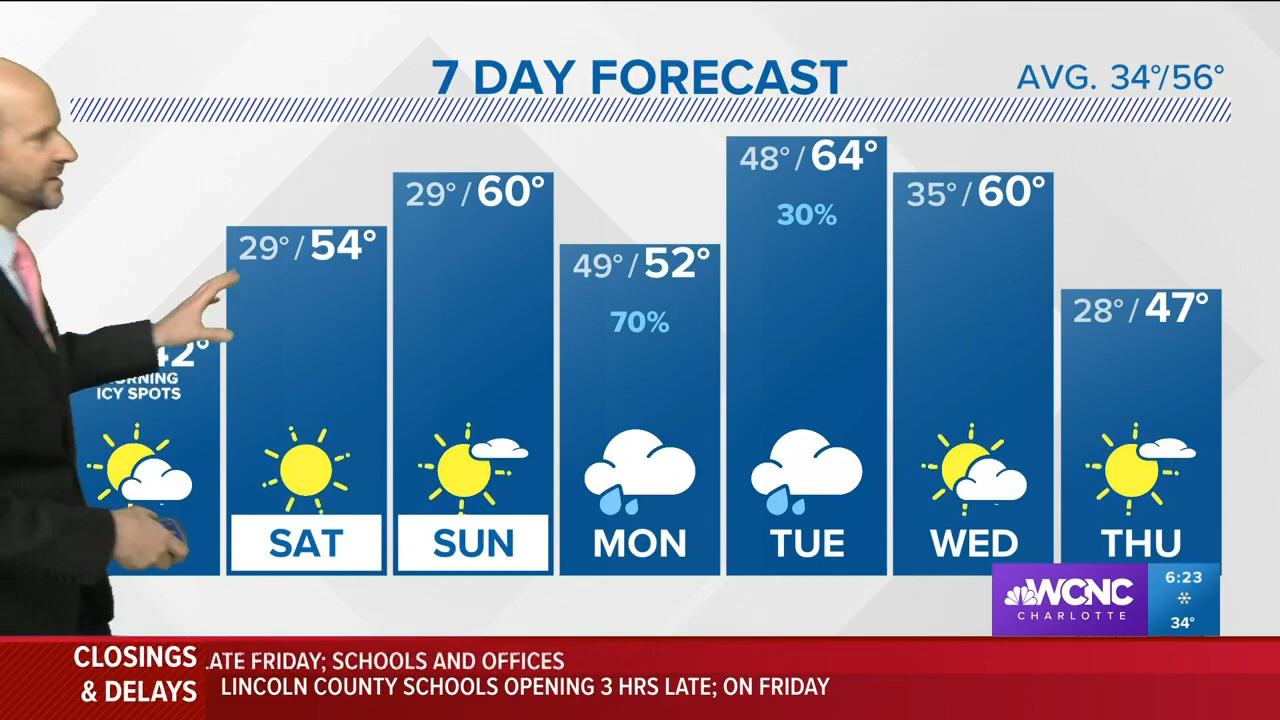 7 DAY FORECAST
AVG. 34°/56°
42°
MORNING
ICY SPOTS
29° / 54°
SAT
29° / 60°
SUN
49° / 52°
70%
MON
48° / 64°
30%
TUE
35° / 60°
WED
28° / 47°
THU
WCNC
CHARLOTTE
6:23
34°
CLOSINGS
& DELAYS
.ATE FRIDAY; SCHOOLS AND OFFICES
LINCOLN COUNTY SCHOOLS OPENING 3 HRS LATE; ON FRIDAY